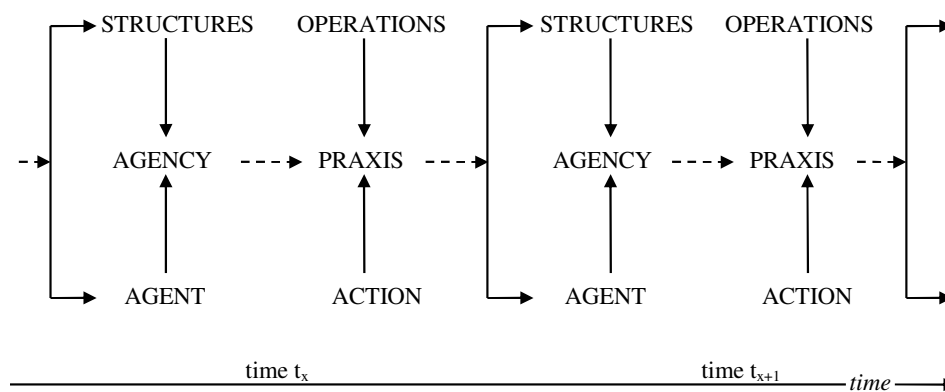 STRUCTURES OPERATIONS STRUCTURES OPERATIONS
AGENCY PRAXIS AGENCY PRAXIS
AGENT ACTION AGENT ACTION
time tx time tx+1
time